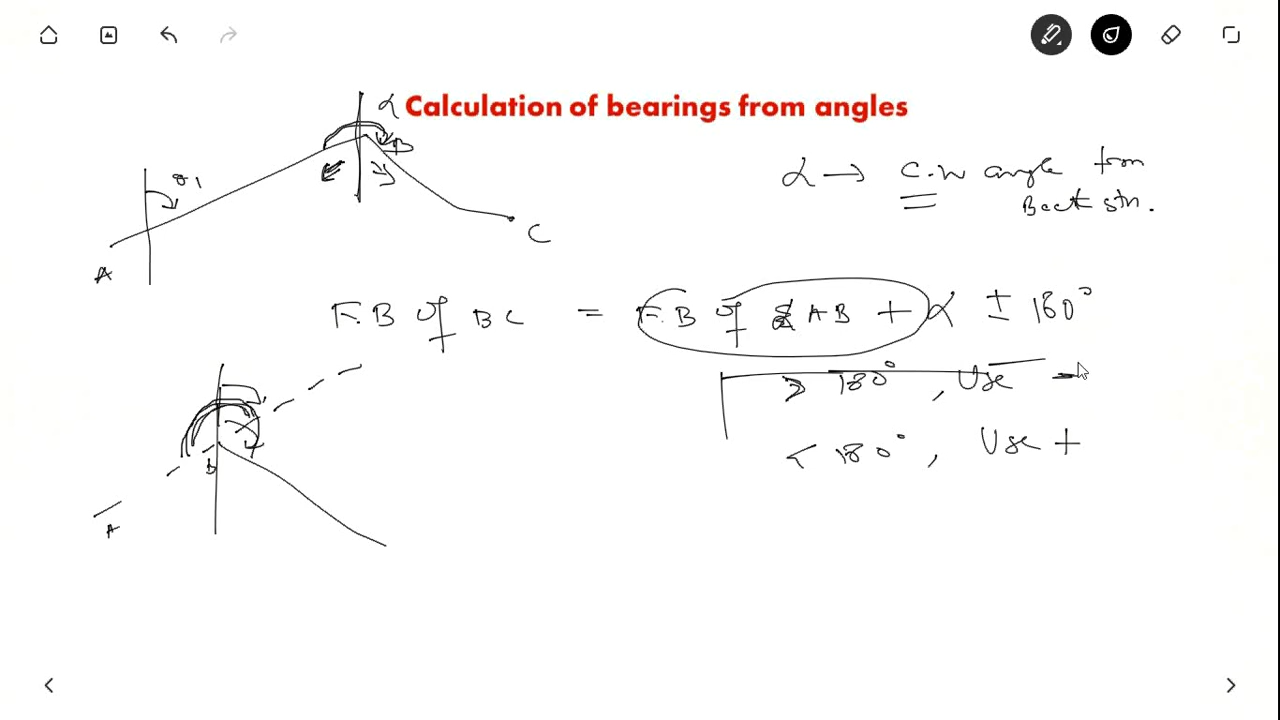 Calculation of bearings from angles
α
B
θ1
A
C
α → C.W angle from
Back stn.
F.B of BC = F.B of AB + α ± 180°
> 180°, Use -
< 180°, Use +
B
A